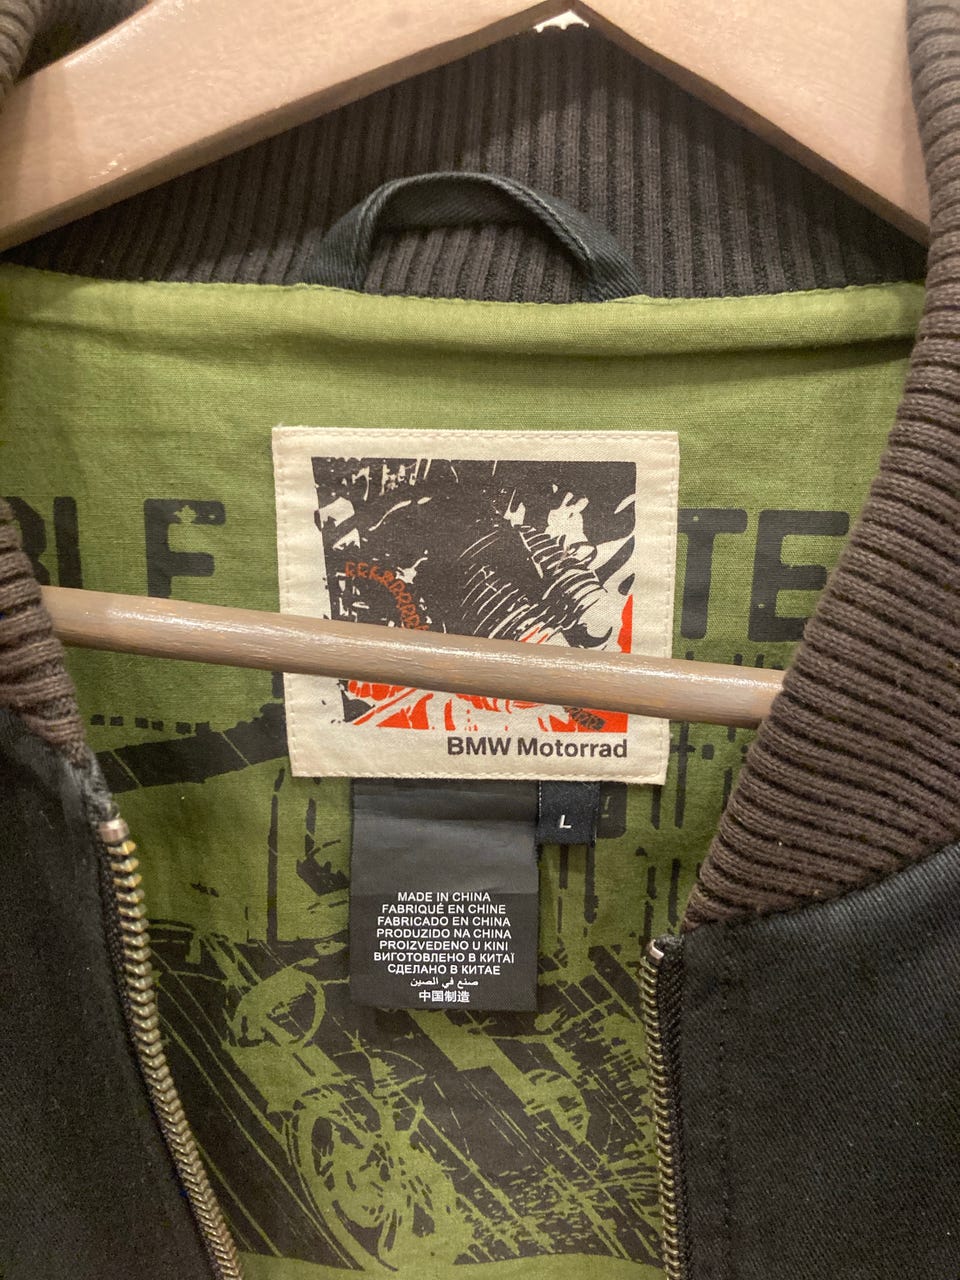 BMW Motorrad
L
MADE IN CHINA
FABRIQUÉ EN CHINE
FABRICADO EN CHINA
PRODUZIDO NA CHINA
PROIZVEDENO U KINI
ВИГОТОВЛЕНО В КИТАЇ
СДЕЛАНО В КИТАЕ
صنع في الصين
中国制造